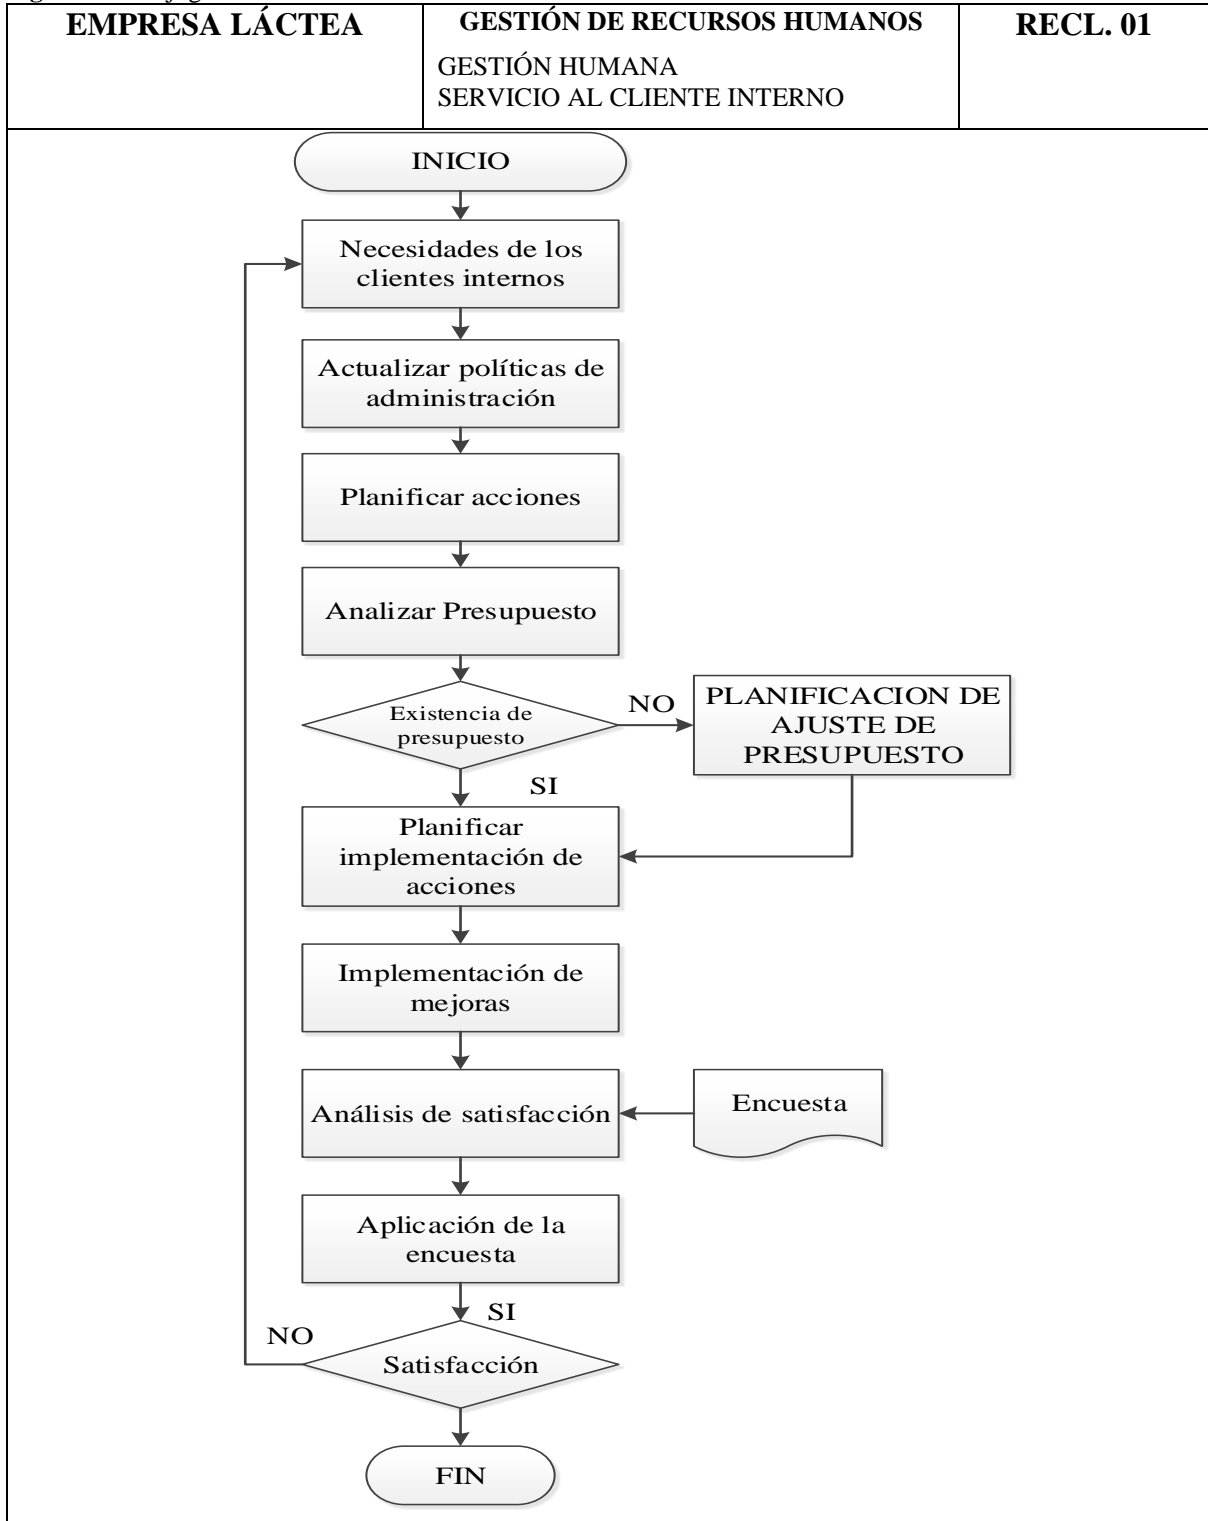 EMPRESA LÁCTEA
GESTIÓN DE RECURSOS HUMANOS
GESTIÓN HUMANA
SERVICIO AL CLIENTE INTERNO
RECL. 01
INICIO
Necesidades de los
clientes internos
Actualizar políticas de
administración
Planificar acciones
Analizar Presupuesto
Existencia de
presupuesto
NO
PLANIFICACION DE
AJUSTE DE
PRESUPUESTO
SI
Planificar
implementación de
acciones
Implementación de
mejoras
Análisis de satisfacción
Encuesta
Aplicación de la
encuesta
SI
NO
Satisfacción
FIN